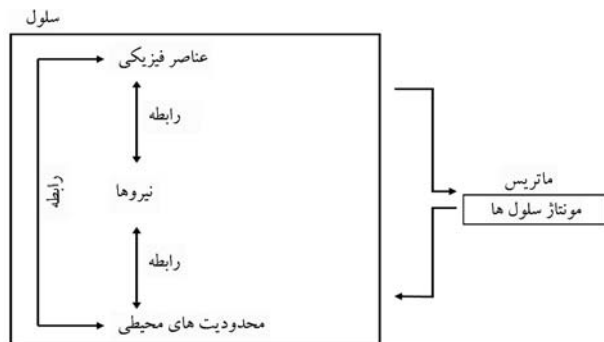 سلول
عناصر فیزیکی
رابطه
رابطه
نیروها
رابطه
محدودیت های محیطی
ماتریس
مونتاژ سلول ها